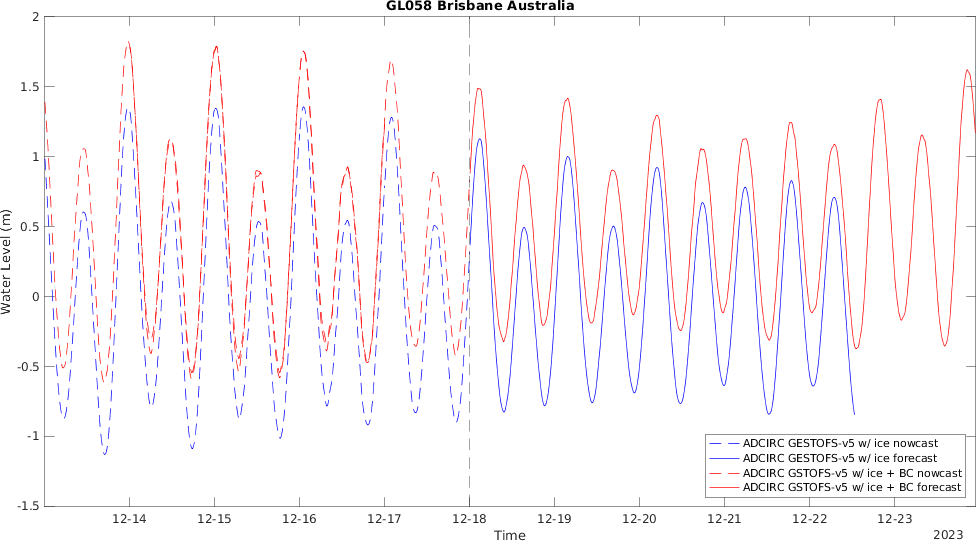 GL058 Brisbane Australia
2
1.5
1
0.5
0
-0.5
-1
-1.5
Water Level (m)
12-14 12-15 12-16 12-17 12-18 12-19 12-20 12-21 12-22 12-23
Time
2023
ADCIRC GESTOFS-v5 w/ ice nowcast
ADCIRC GESTOFS-v5 w/ ice forecast
ADCIRC GSTOFS-v5 w/ ice + BC nowcast
ADCIRC GSTOFS-v5 w/ ice + BC forecast